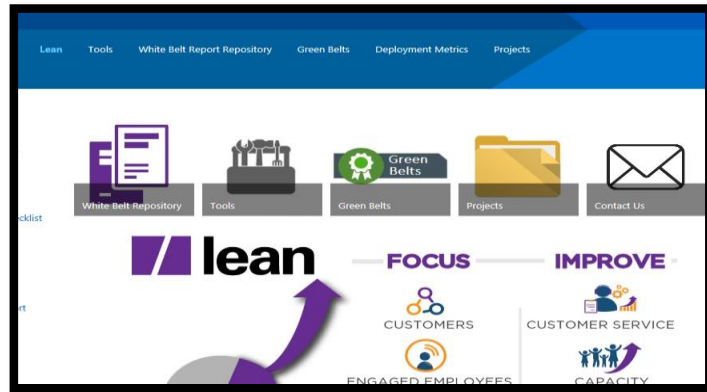 Lean Tools White Belt Report Repository Green Belts Deployment Metrics Projects
Green
Belts
White Belt Repository Tools Green Belts Projects Contact Us
ecklist
lean
FOCUS IMPROVE
rt
CUSTOMERS CUSTOMER SERVICE
ENGAGED EMPLOYEES CAPACITY